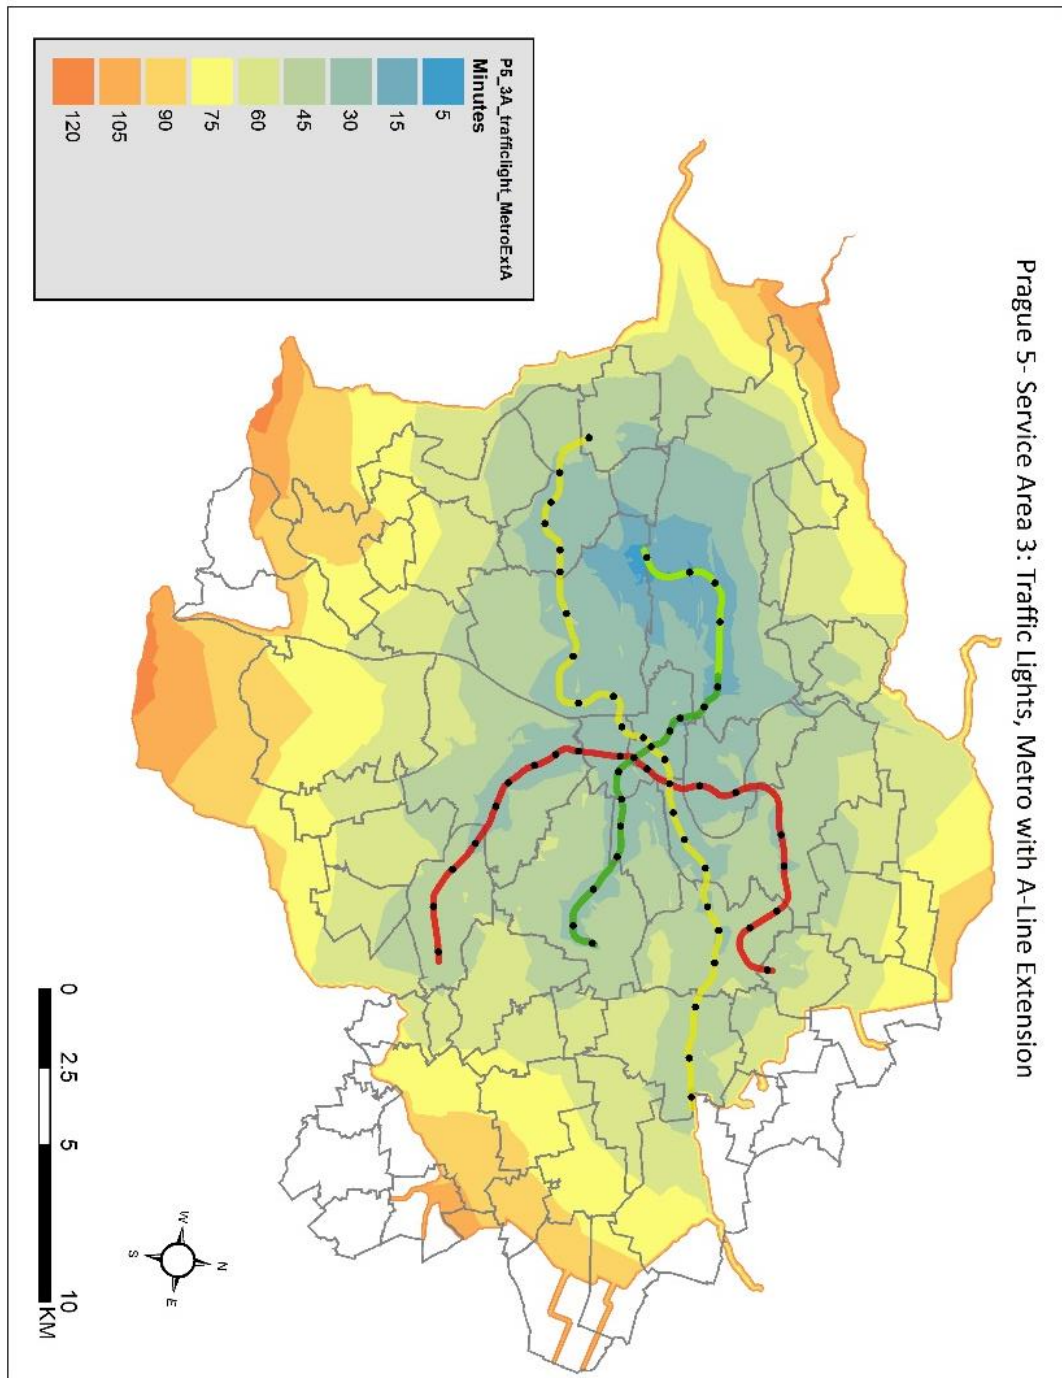 Prague 5- Service Area 3: Traffic Lights, Metro with A-Line Extension
P5_3A_trafficlight_MetroExtA
Minutes
5
15
30
45
60
75
90
105
120
N
W
E
S
0 2.5 5 10
KM